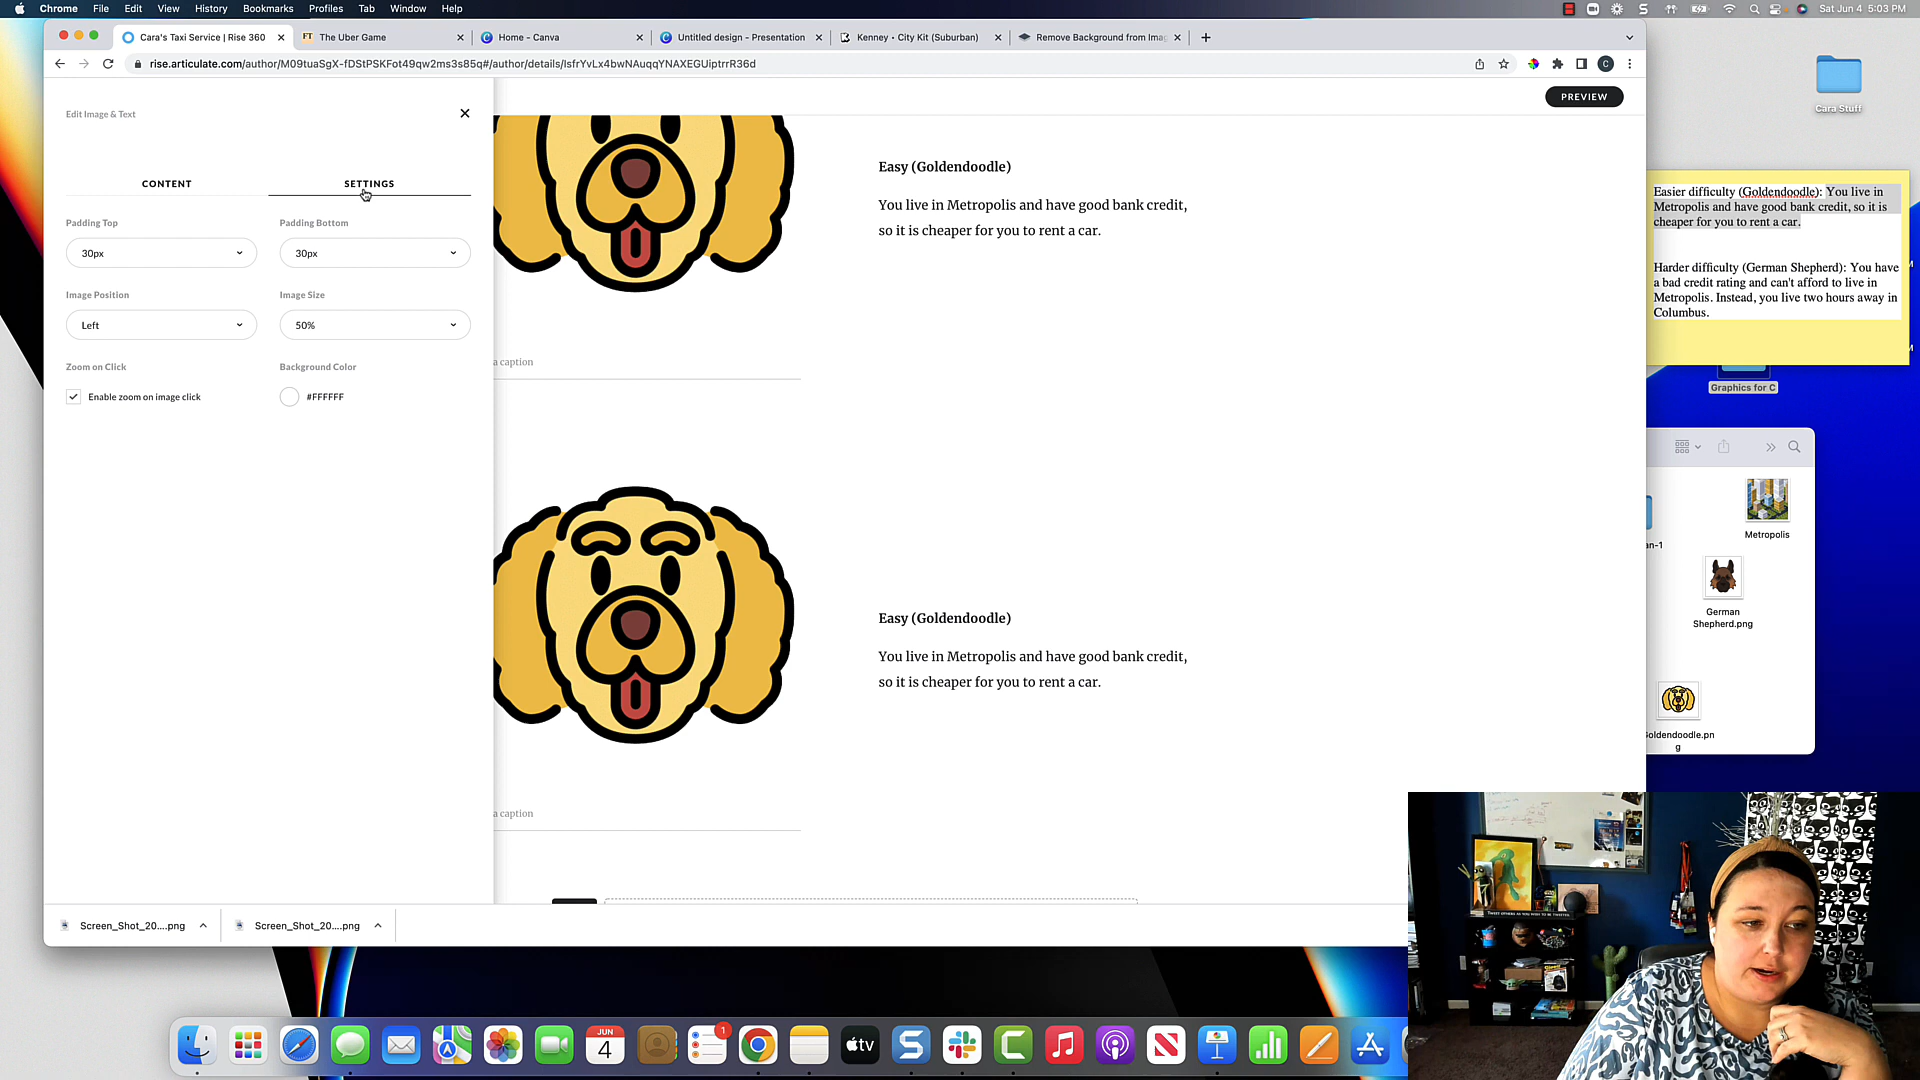 Chrome File Edit View History Bookmarks Profiles Tab Window Help
Sat Jun 4 5:03 PM
Cara's Taxi Service | Rise 360
FT The Uber Game
Home - Canva
Untitled design - Presentation
Kenney • City Kit (Suburban)
Remove Background from Ima
rise.articulate.com/author/M09tuaSgX-fDStPSKFot49qw2ms3s85q#/author/details/lsfrYvLx4bwNAuqqYNAXEGUiptrrR36d
C
Edit Image & Text
PREVIEW
CONTENT
SETTINGS
Padding Top
Padding Bottom
30px
30px
Image Position
Image Size
Left
50%
Zoom on Click
Background Color
Enable zoom on image click
#FFFFFF
Easy (Goldendoodle)
You live in Metropolis and have good bank credit,
so it is cheaper for you to rent a car.
a caption
Easy (Goldendoodle)
You live in Metropolis and have good bank credit,
so it is cheaper for you to rent a car.
a caption
Cara Stuff
Easier difficulty (Goldendoodle): You live in
Metropolis and have good bank credit, so it is
cheaper for you to rent a car.
Harder difficulty (German Shepherd): You have
a bad credit rating and can't afford to live in
Metropolis. Instead, you live two hours away in
Columbus.
Graphics for C
Metropolis
an-1
German
Shepherd.png
oldendoodle.pn
g
Screen_Shot_20....png
Screen_Shot_20....png
JUN
4
1
tv